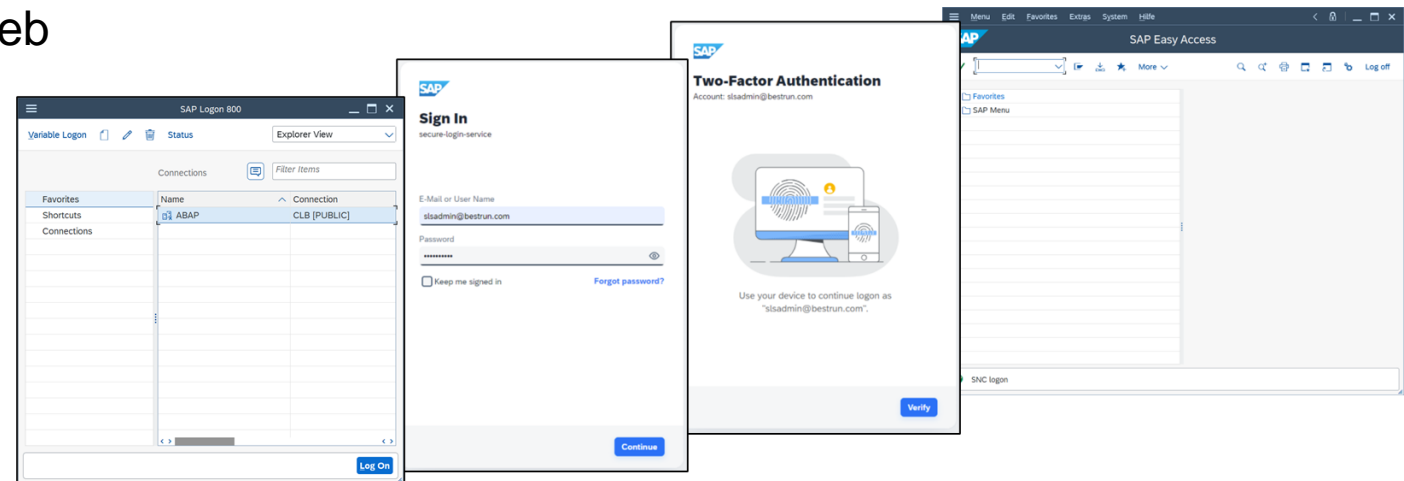 eb
SAP Logon 800
Variable Logon Status Explorer View
Connections Filter Items
Favorites
Shortcuts
Connections
Name Connection
ABAP CLB [PUBLIC]
Log On
SAP
Sign In
secure-login-service
E-Mail or User Name
slsadmin@bestrun.com
Password
••••••••••
Keep me signed in Forgot password?
Continue
SAP
Two-Factor Authentication
Account: slsadmin@bestrun.com
Use your device to continue logon as
"slsadmin@bestrun.com".
Verify
Menu Edit Favorites Extras System Hilfe
AP SAP Easy Access
More Log off
Favorites
SAP Menu
SNC logon